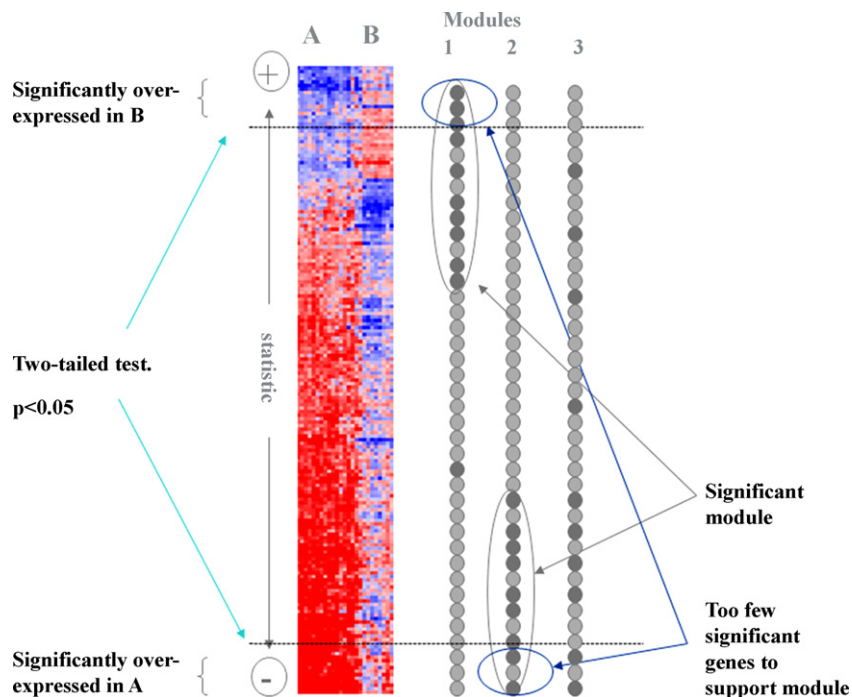 Modules
A B 1 2 3
+
Significantly over-
expressed in B
statistic
Two-tailed test.
p<0.05
Significant
module
Too few
significant
genes to
support module
Significantly over-
expressed in A
-